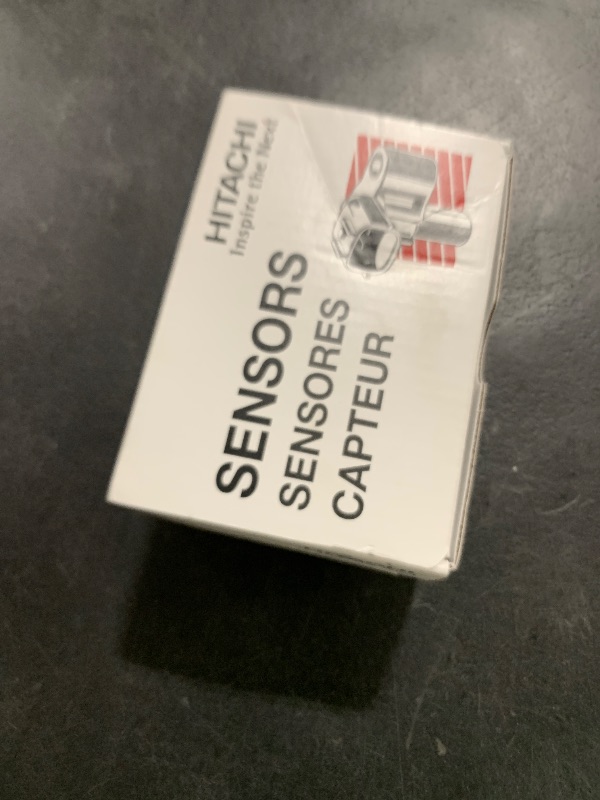 HITACHI
Inspire the Next
SENSORS
SENSORES
CAPTEUR